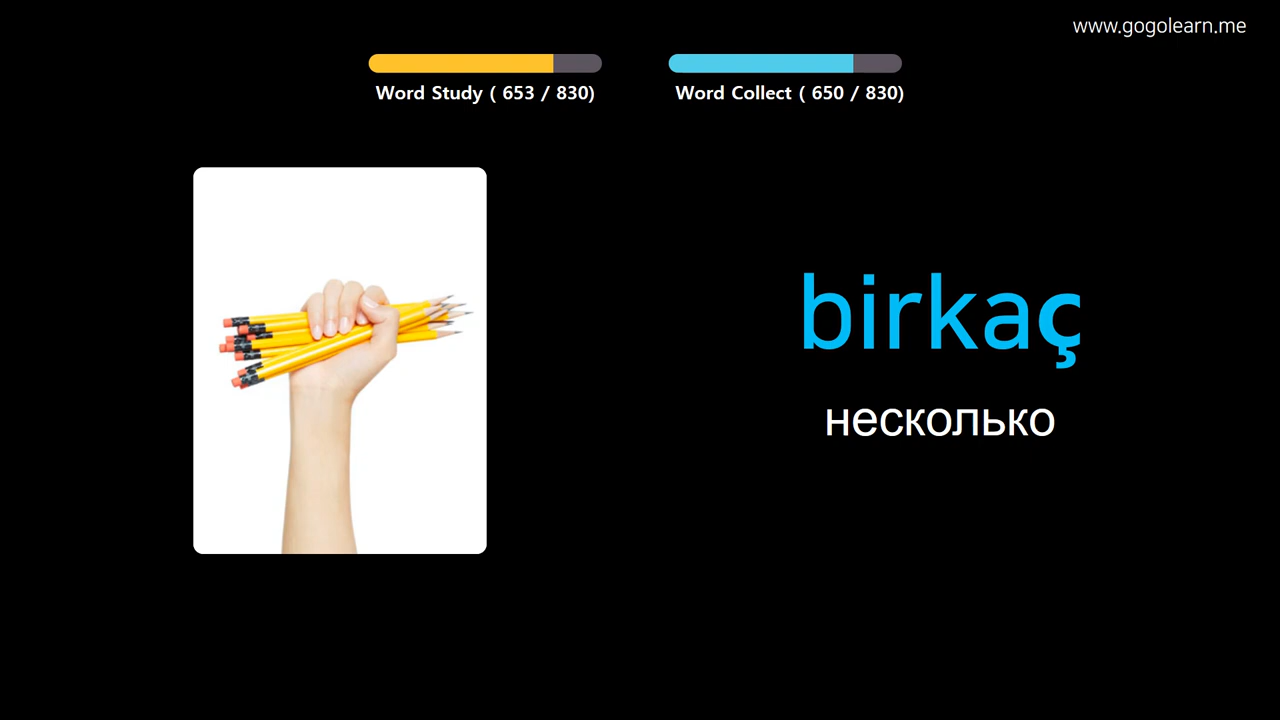 www.gogolearn.me
Word Study ( 653 / 830)
Word Collect ( 650 / 830)
birkaç
несколько